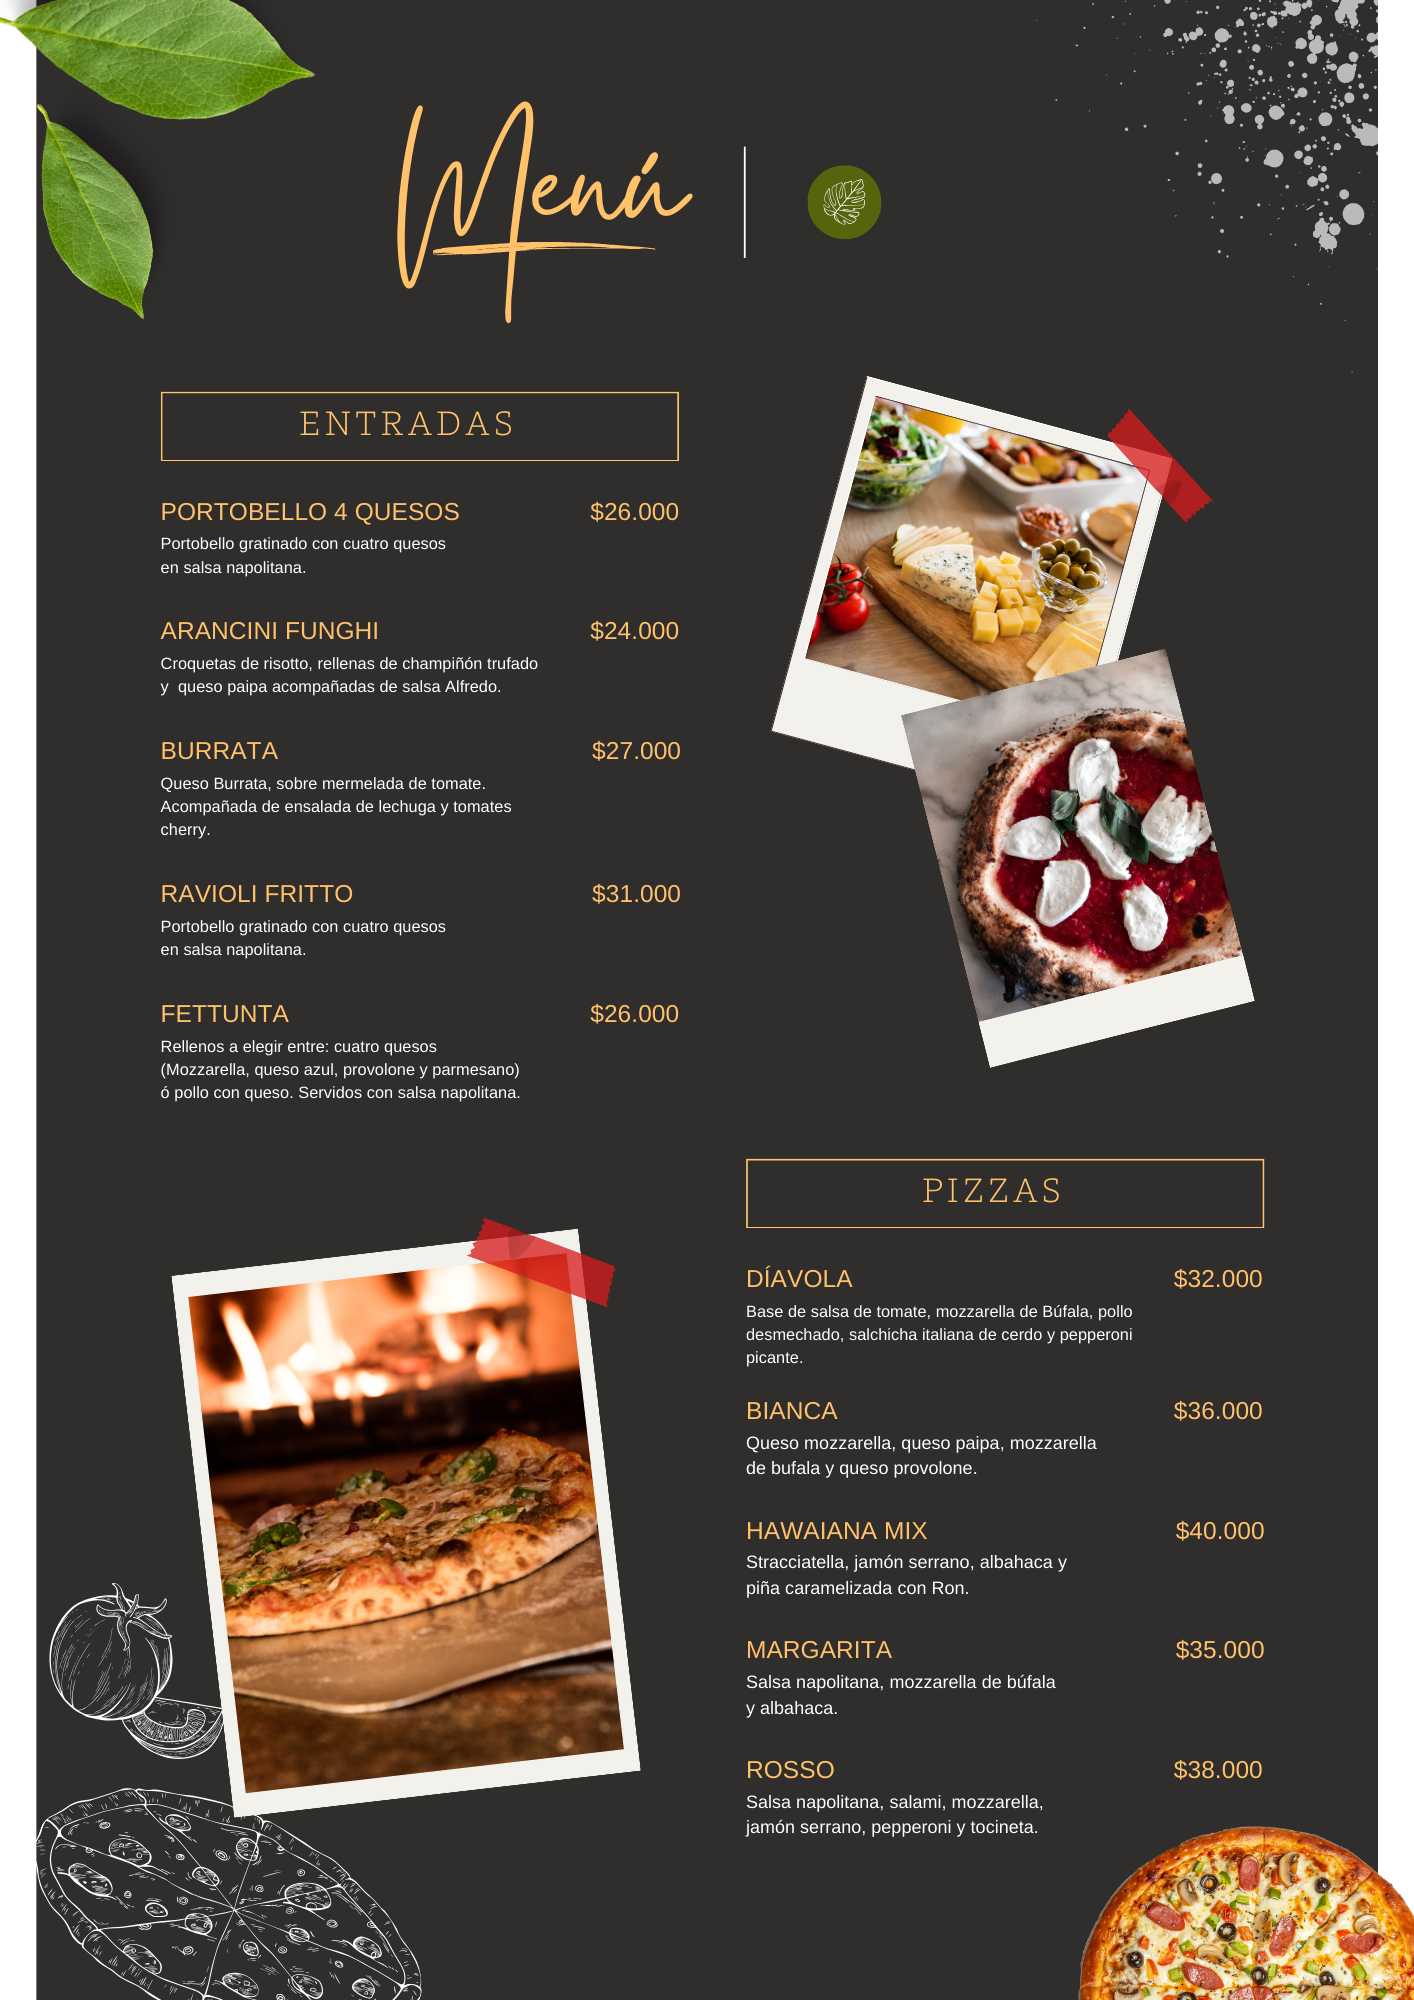 Menú
ENTRADAS
PORTOBELLO 4 QUESOS $26.000
Portobello gratinado con cuatro quesos
en salsa napolitana.
ARANCINI FUNGHI $24.000
Croquetas de risotto, rellenas de champiñón trufado
y  queso paipa acompañadas de salsa Alfredo.
BURRATA $27.000
Queso Burrata, sobre mermelada de tomate.
Acompañada de ensalada de lechuga y tomates
cherry.
RAVIOLI FRITTO $31.000
Portobello gratinado con cuatro quesos
en salsa napolitana.
FETTUNTA $26.000
Rellenos a elegir entre: cuatro quesos
(Mozzarella, queso azul, provolone y parmesano)
ó pollo con queso. Servidos con salsa napolitana.
PIZZAS
DÍAVOLA $32.000
Base de salsa de tomate, mozzarella de Búfala, pollo
desmechado, salchicha italiana de cerdo y pepperoni
picante.
BIANCA $36.000
Queso mozzarella, queso paipa, mozzarella
de bufala y queso provolone.
HAWAIANA MIX $40.000
Stracciatella, jamón serrano, albahaca y
piña caramelizada con Ron.
MARGARITA $35.000
Salsa napolitana, mozzarella de búfala
y albahaca.
ROSSO $38.000
Salsa napolitana, salami, mozzarella,
jamón serrano, pepperoni y tocineta.